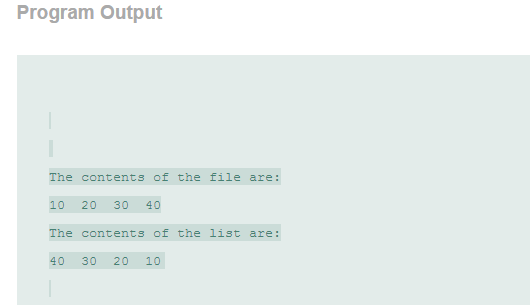 Program Output
The contents of the file are:
10  20  30  40
The contents of the list are:
40  30  20  10